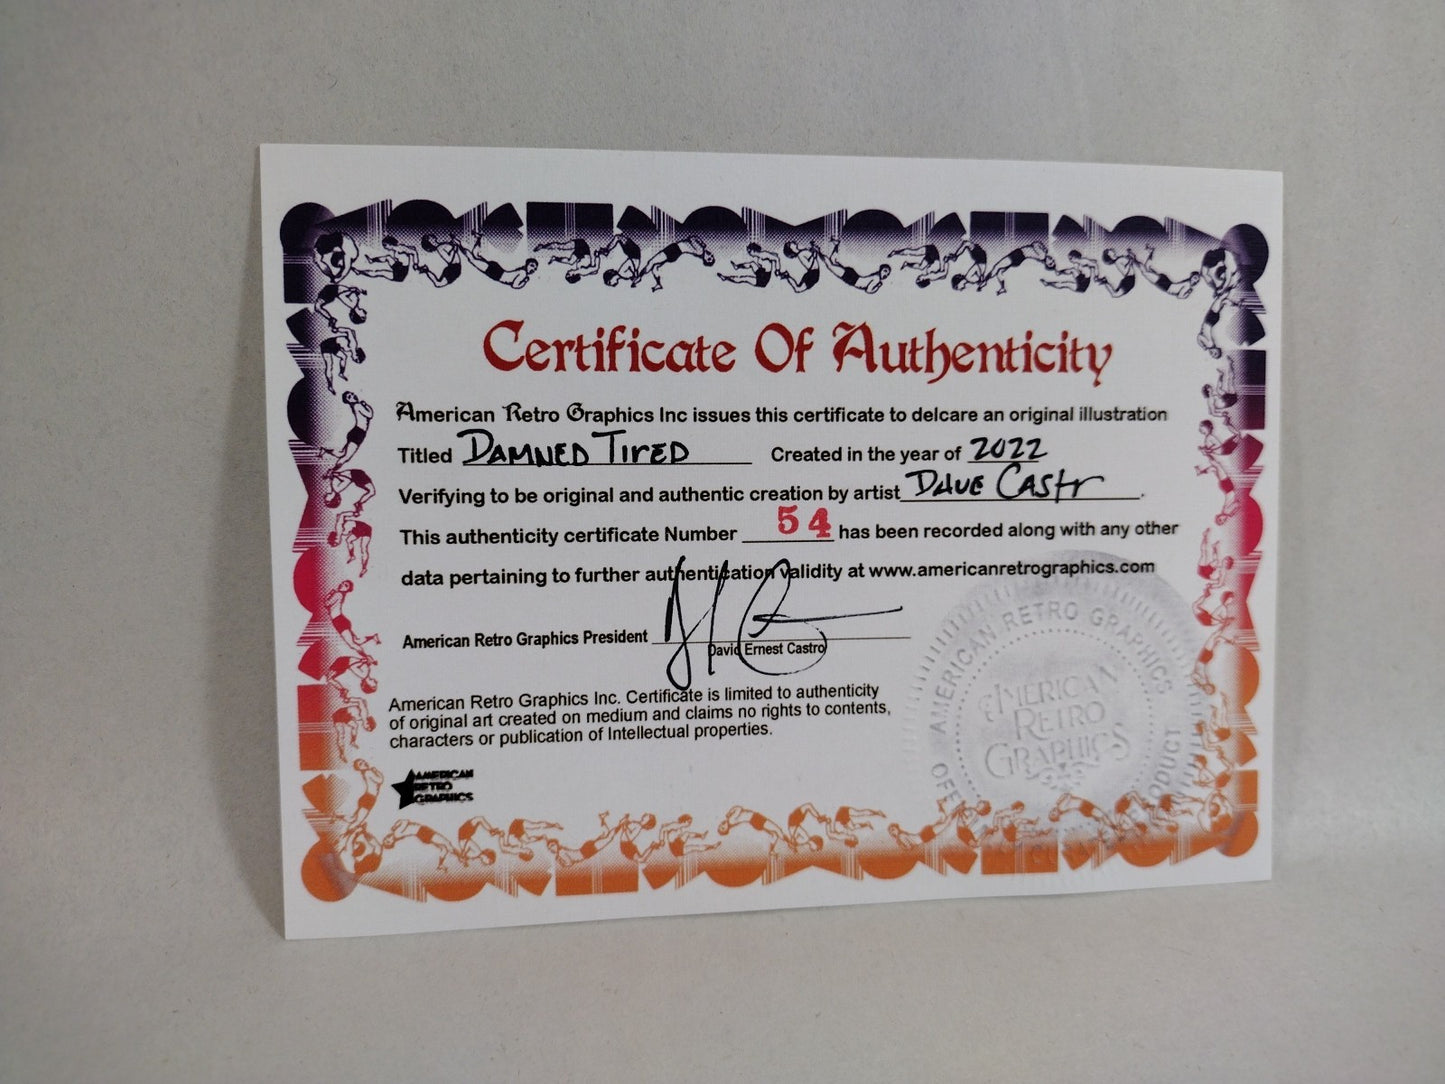 Certificate Of Authenticity
American Retro Graphics Inc issues this certificate to delcare an original illustration
Titled DAMNED TIRED Created in the year of 2022
Verifying to be original and authentic creation by artist Dave Castro.
This authenticity certificate Number 54 has been recorded along with any other
data pertaining to further authentication validity at www.americanretrographics.com
American Retro Graphics President
David Ernest Castro
American Retro Graphics Inc. Certificate is limited to authenticity
of original art created on medium and claims no rights to contents,
characters or publication of Intellectual properties.
AMERICAN
RETRO
GRAPHICS
AMERICAN RETRO GRAPHICS
AMERICAN
RETRO
GRAPHICS
PRODUCT